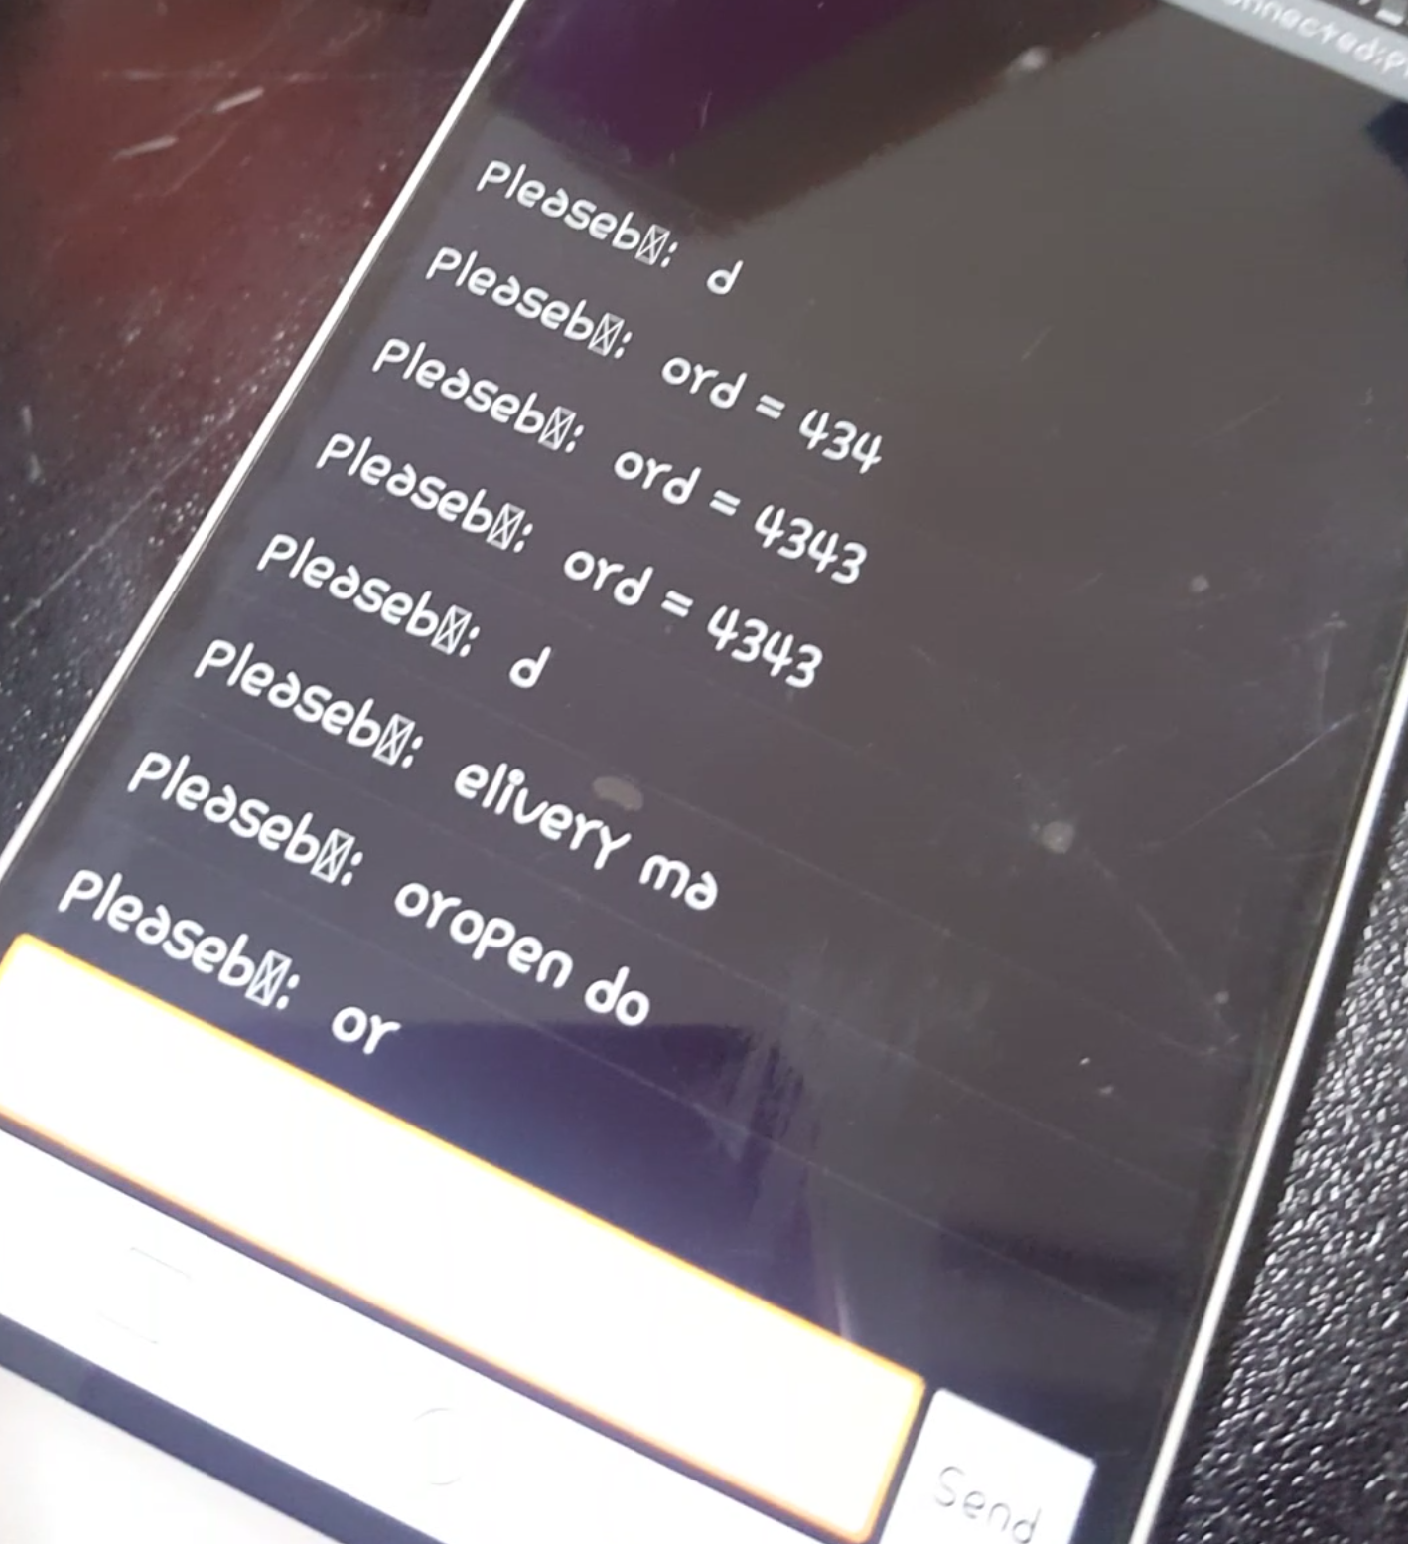 onnected:P
Pleaseb□: d
Pleaseb□: ord = 434
Pleaseb□: ord = 4343
Pleaseb□: ord = 4343
Pleaseb□: d
Pleaseb□: elivery ma
Pleaseb□: oropen do
Pleaseb□: or
Send